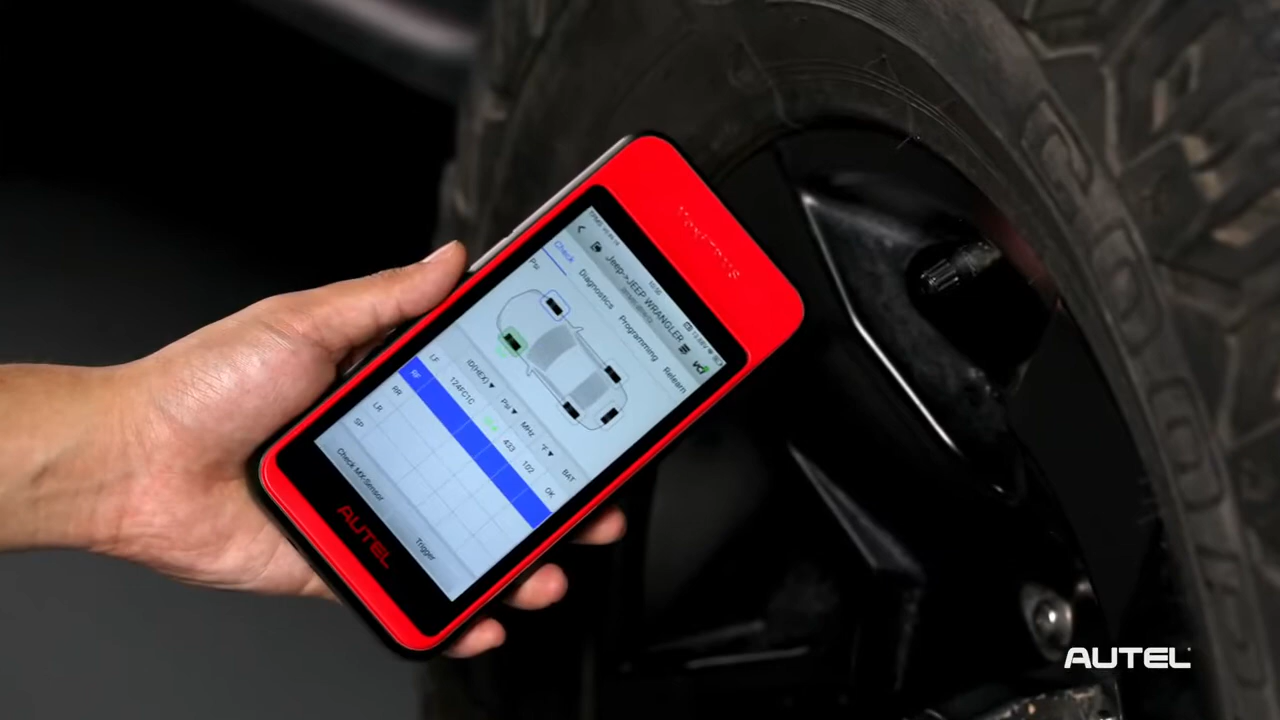 Jeep->JEEP WRANGLER
Check
Diagnostics
Programming
Relearn
Psi
ID(HEX)
Psi
MHz
°F
BAT
LF
124FC1C
433
102
OK
RF
RR
LR
SP
Check MX-Sensor
Trigger
AUTEL
AUTEL